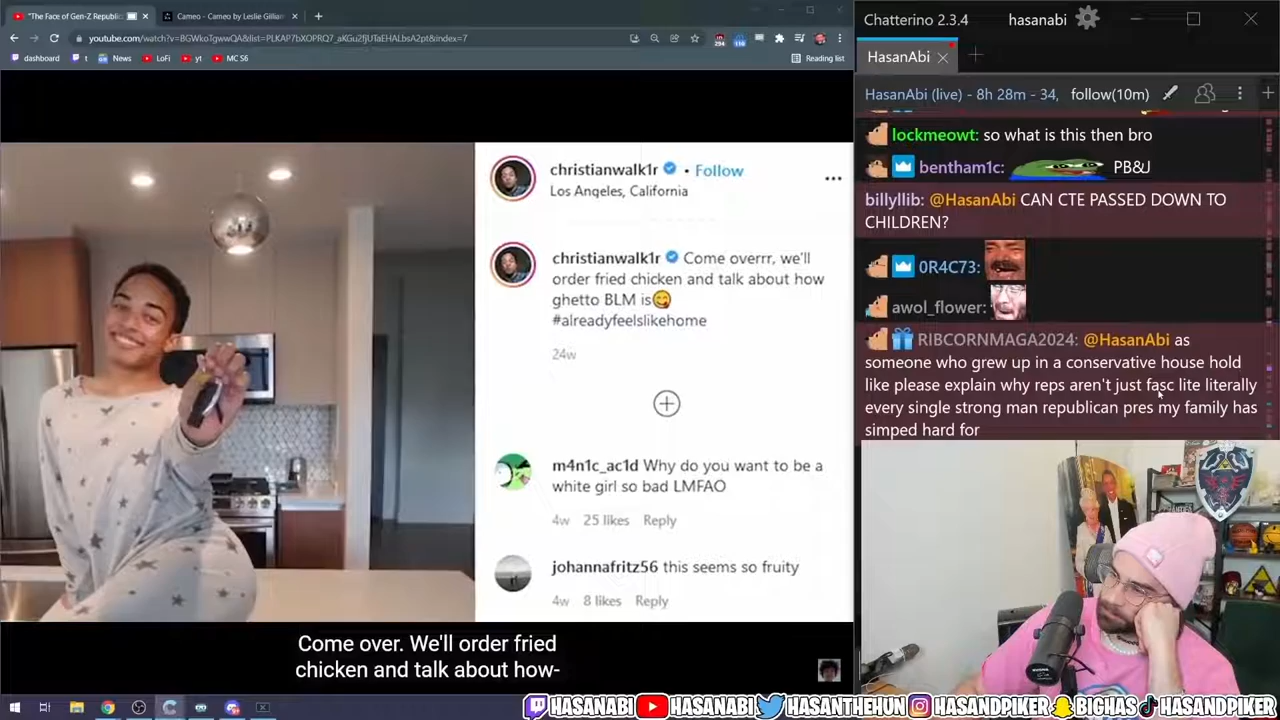 "The Face of Gen-Z Republic
Cameo - Cameo by Leslie Gillian
youtube.com/watch?v=BGWkoTgwwQA&list=PLKAP7bXOPRQ7_aKGu2fJUTaEHALbsA2pt&index=7
dashboard
t
News
LoFi
yt
MC S6
Reading list
christianwalk1r • Follow
Los Angeles, California
christianwalk1r Come overrr, we'll
order fried chicken and talk about how
ghetto BLM is😋
#alreadyfeelslikehome
24w
m4n1c_ac1d Why do you want to be a
white girl so bad LMFAO
4w 25 likes Reply
johannafritz56 this seems so fruity
4w 8 likes Reply
Come over. We'll order fried
chicken and talk about how-
Chatterino 2.3.4
hasanabi
HasanAbi
HasanAbi (live) - 8h 28m - 34, follow(10m)
lockmeowt: so what is this then bro
bentham1c: PB&J
billyllib: @HasanAbi CAN CTE PASSED DOWN TO
CHILDREN?
0R4C73:
awol_flower:
RIBCORNMAGA2024: @HasanAbi as
someone who grew up in a conservative house hold
like please explain why reps aren't just fasc lite literally
every single strong man republican pres my family has
simped hard for
HASANABI HASANABI HASANTHEHUN HASANDPIKER BIGHAS HASANDPIKER